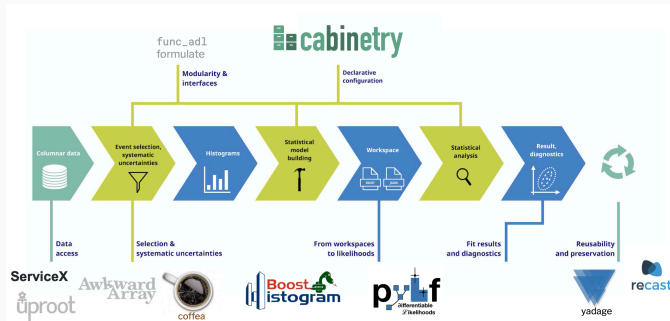 func_adl
formulate
cabinetry
Modularity &
interfaces
Declarative
configuration
Columnar data
Event selection,
systematic
uncertainties
Histograms
Statistical
model
building
Workspace
Statistical
analysis
Result,
diagnostics
ROOT
JSON
Data
access
Selection &
systematic uncertainties
From workspaces
to likelihoods
Fit results
and diagnostics
Reusability
and preservation
ServiceX
uproot
Awkward
Array
coffea
Boost
Histogram
pyhf
differentiable
Likelihoods
yadage
recast